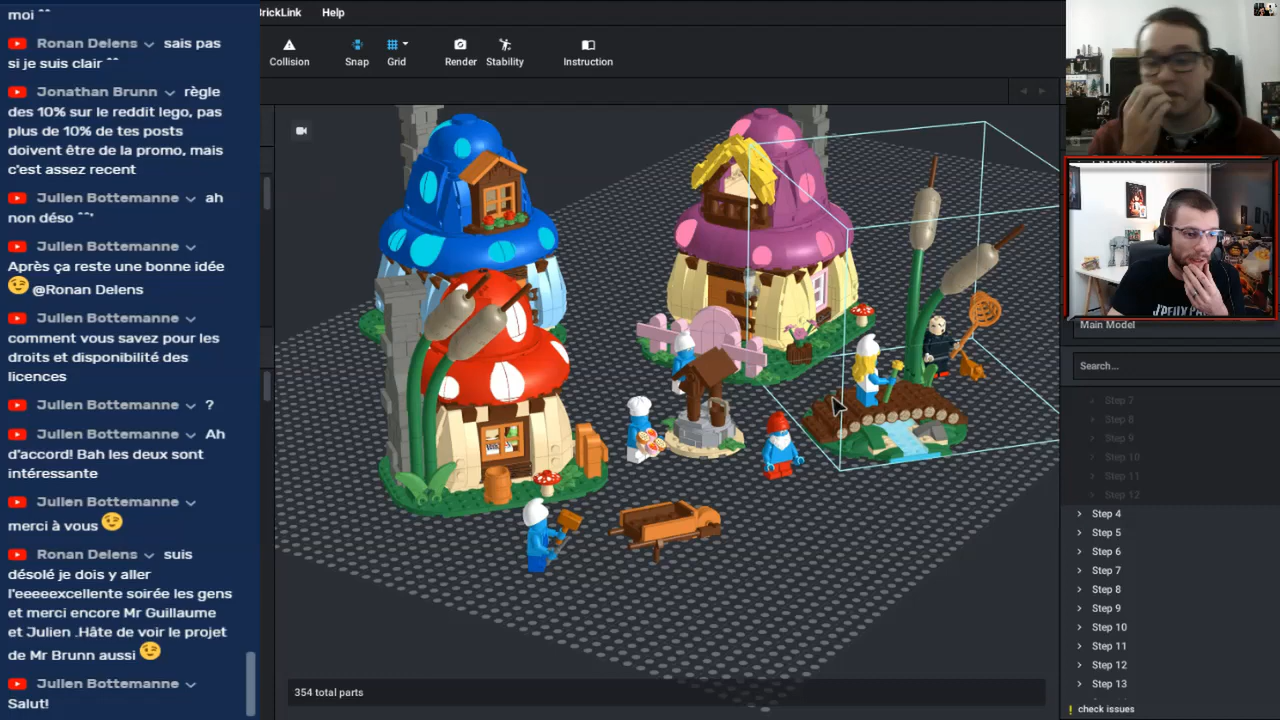 moi ^^
Ronan Delens sais pas
si je suis clair ^^
Jonathan Brunn règle
des 10% sur le reddit lego, pas
plus de 10% de tes posts
doivent être de la promo, mais
c'est assez recent
Julien Bottemanne ah
non déso ^^'
Julien Bottemanne
Après ça reste une bonne idée
😉 @Ronan Delens
Julien Bottemanne
comment vous savez pour les
droits et disponibilité des
licences
Julien Bottemanne ?
Julien Bottemanne Ah
d'accord! Bah les deux sont
intéressante
Julien Bottemanne
merci à vous 😉
Ronan Delens suis
désolé je dois y aller
l'eeeeexcellente soirée les gens
et merci encore Mr Guillaume
et Julien .Hâte de voir le projet
de Mr Brunn aussi 😉
Julien Bottemanne
Salut!
BrickLink Help
Collision Snap Grid Render Stability Instruction
354 total parts
Favorite Colors
J'PEUX PA
Main Model
Search...
Step 7
Step 8
Step 9
Step 10
Step 11
Step 12
Step 4
Step 5
Step 6
Step 7
Step 8
Step 9
Step 10
Step 11
Step 12
Step 13
! check issues